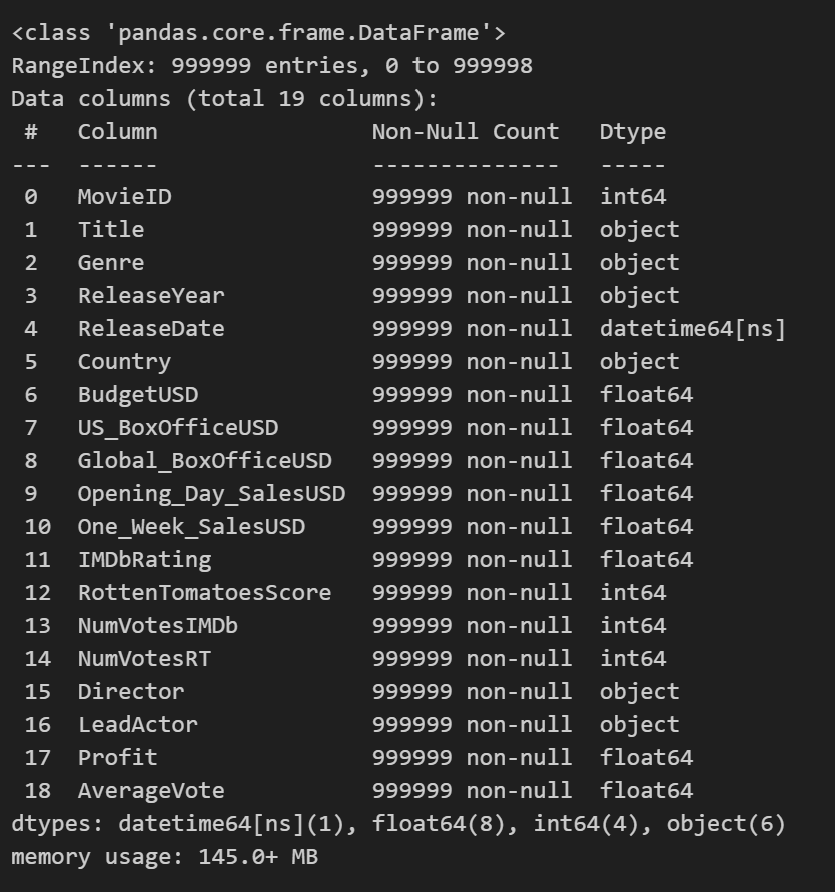 <class 'pandas.core.frame.DataFrame'>
RangeIndex: 999999 entries, 0 to 999998
Data columns (total 19 columns):
 #   Column                Non-Null Count   Dtype
---  ------                --------------   -----
 0   MovieID               999999 non-null  int64
 1   Title                 999999 non-null  object
 2   Genre                 999999 non-null  object
 3   ReleaseYear           999999 non-null  object
 4   ReleaseDate           999999 non-null  datetime64[ns]
 5   Country               999999 non-null  object
 6   BudgetUSD             999999 non-null  float64
 7   US_BoxOfficeUSD       999999 non-null  float64
 8   Global_BoxOfficeUSD   999999 non-null  float64
 9   Opening_Day_SalesUSD  999999 non-null  float64
 10  One_Week_SalesUSD     999999 non-null  float64
 11  IMDbRating            999999 non-null  float64
 12  RottenTomatoesScore   999999 non-null  int64
 13  NumVotesIMDb          999999 non-null  int64
 14  NumVotesRT            999999 non-null  int64
 15  Director              999999 non-null  object
 16  LeadActor             999999 non-null  object
 17  Profit                999999 non-null  float64
 18  AverageVote           999999 non-null  float64
dtypes: datetime64[ns](1), float64(8), int64(4), object(6)
memory usage: 145.0+ MB